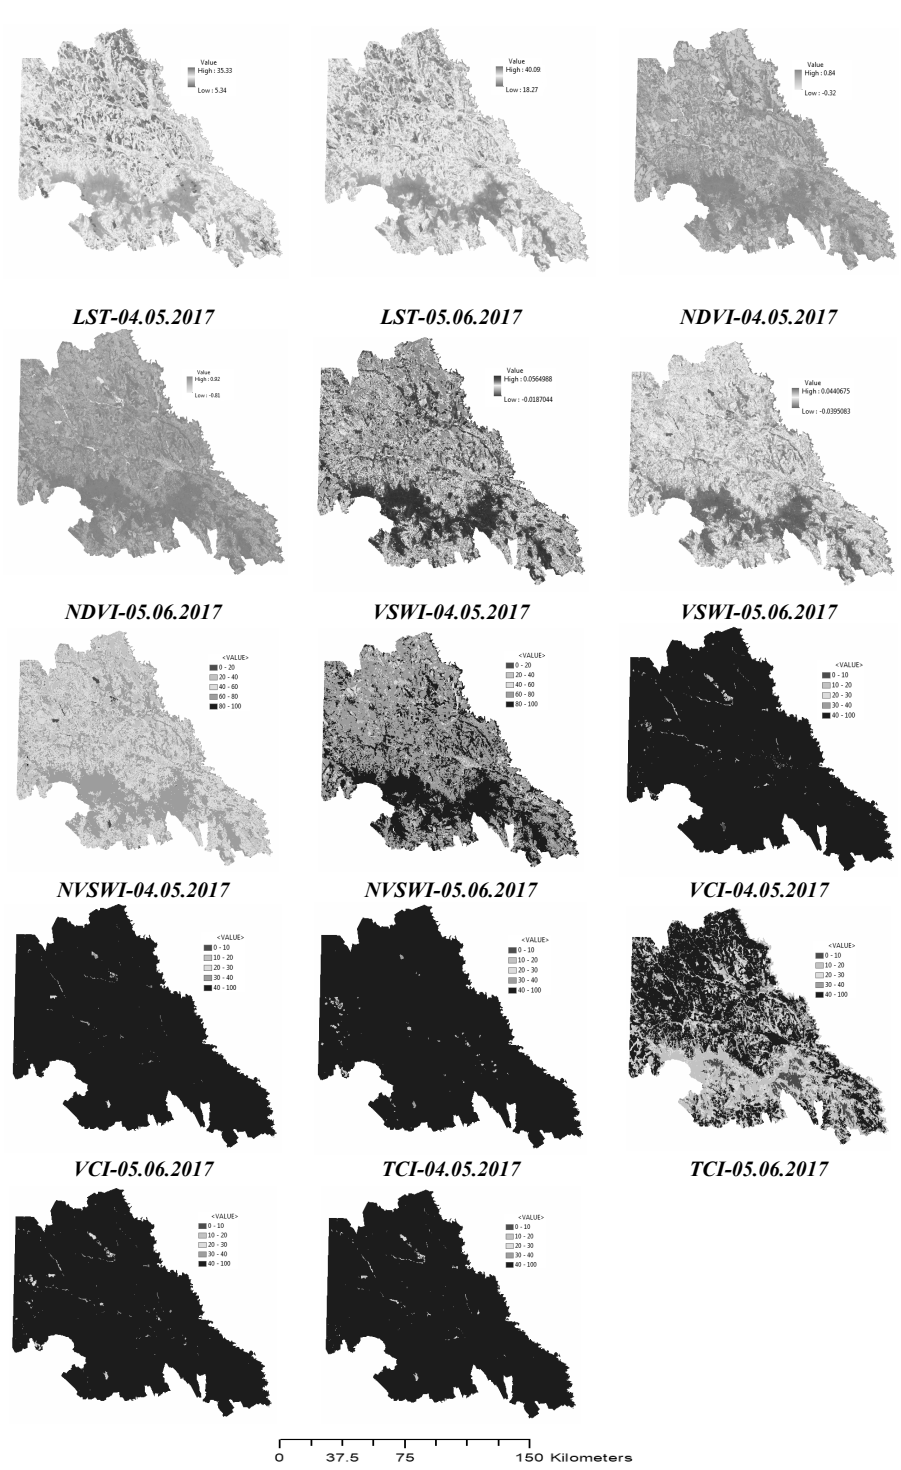 Value
High : 35.33
Low : 5.34
Value
High : 40.09
Low : 18.27
Value
High : 0.84
Low : -0.32
LST-04.05.2017
LST-05.06.2017
NDVI-04.05.2017
Value
High : 0.92
Low : -0.81
Value
High : 0.0564988
Low : -0.0187044
Value
High : 0.0440675
Low : -0.0395083
NDVI-05.06.2017
VSWI-04.05.2017
VSWI-05.06.2017
<VALUE>
0 - 20
20 - 40
40 - 60
60 - 80
80 - 100
<VALUE>
0 - 20
20 - 40
40 - 60
60 - 80
80 - 100
<VALUE>
0 - 10
10 - 20
20 - 30
30 - 40
40 - 100
NVSWI-04.05.2017
NVSWI-05.06.2017
VCI-04.05.2017
<VALUE>
0 - 10
10 - 20
20 - 30
30 - 40
40 - 100
<VALUE>
0 - 10
10 - 20
20 - 30
30 - 40
40 - 100
<VALUE>
0 - 10
10 - 20
20 - 30
30 - 40
40 - 100
VCI-05.06.2017
TCI-04.05.2017
TCI-05.06.2017
<VALUE>
0 - 10
10 - 20
20 - 30
30 - 40
40 - 100
<VALUE>
0 - 10
10 - 20
20 - 30
30 - 40
40 - 100
0 37.5 75 150 Kilometers